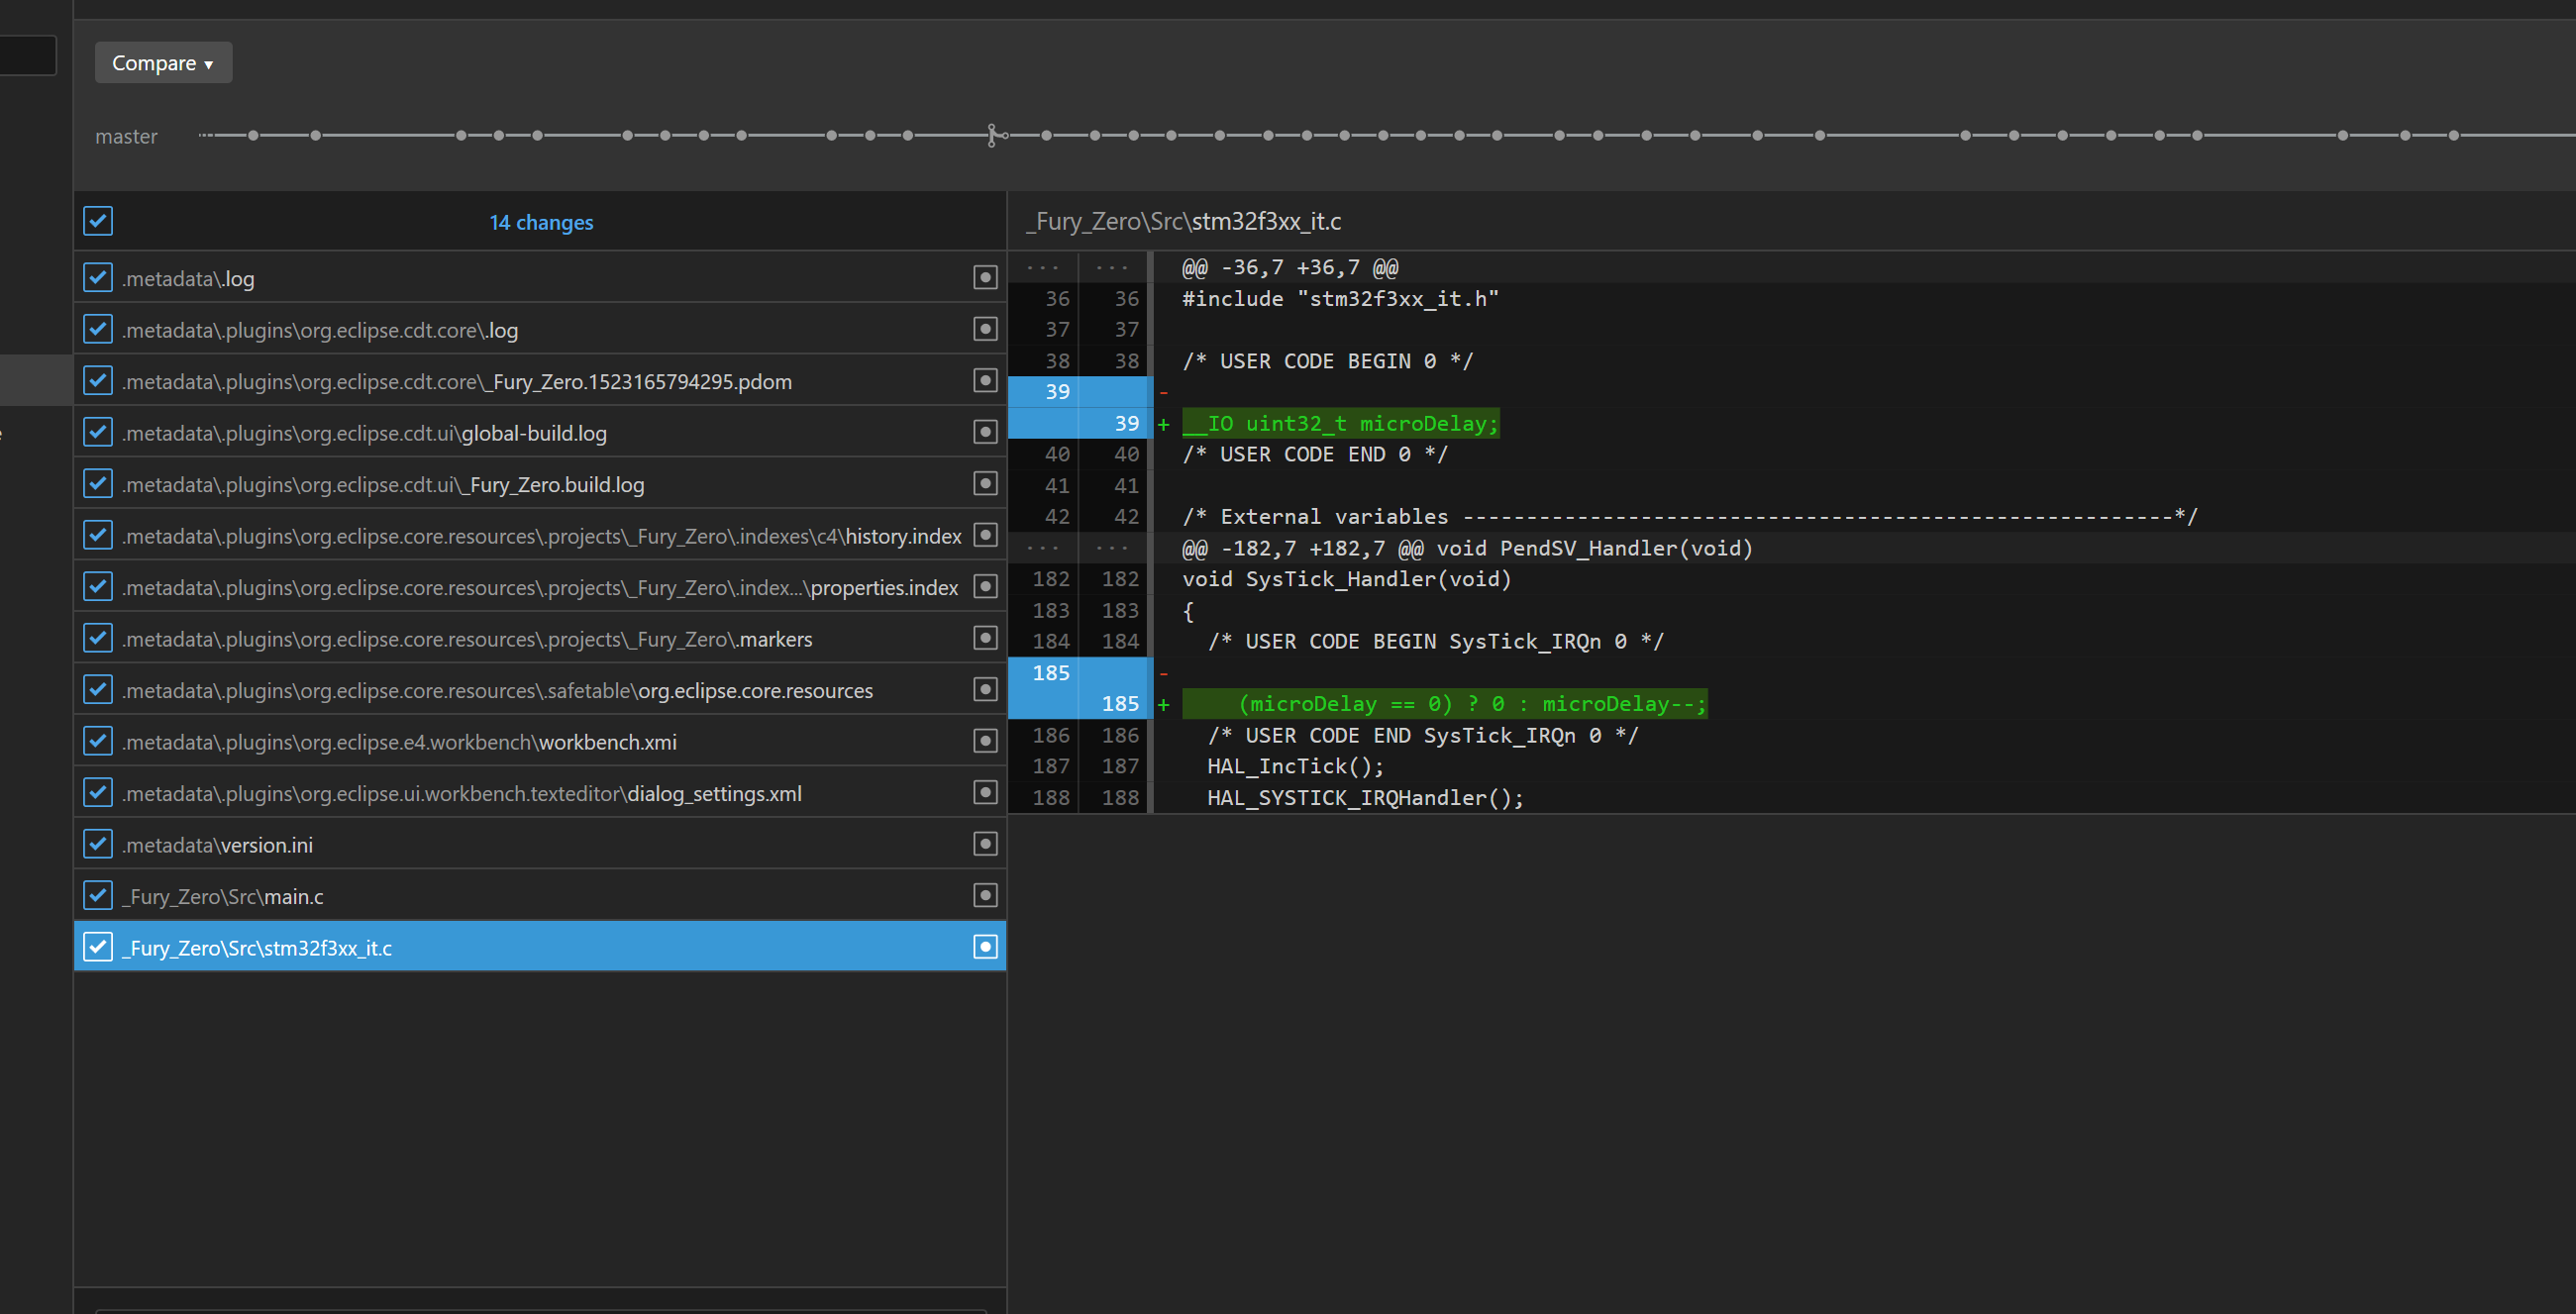 Compare ▾
master
14 changes
.metadata\.log
.metadata\.plugins\org.eclipse.cdt.core\.log
.metadata\.plugins\org.eclipse.cdt.core\_Fury_Zero.1523165794295.pdom
.metadata\.plugins\org.eclipse.cdt.ui\global-build.log
.metadata\.plugins\org.eclipse.cdt.ui\_Fury_Zero.build.log
.metadata\.plugins\org.eclipse.core.resources\.projects\_Fury_Zero\.indexes\c4\history.index
.metadata\.plugins\org.eclipse.core.resources\.projects\_Fury_Zero\.index...\properties.index
.metadata\.plugins\org.eclipse.core.resources\.projects\_Fury_Zero\.markers
.metadata\.plugins\org.eclipse.core.resources\.safetable\org.eclipse.core.resources
.metadata\.plugins\org.eclipse.e4.workbench\workbench.xmi
.metadata\.plugins\org.eclipse.ui.workbench.texteditor\dialog_settings.xml
.metadata\version.ini
_Fury_Zero\Src\main.c
_Fury_Zero\Src\stm32f3xx_it.c
_Fury_Zero\Src\stm32f3xx_it.c
... ... @@ -36,7 +36,7 @@
36 36 #include "stm32f3xx_it.h"
37 37
38 38 /* USER CODE BEGIN 0 */
39 -
39 + __IO uint32_t microDelay;
40 40 /* USER CODE END 0 */
41 41
42 42 /* External variables --------------------------------------------------------*/
... ... @@ -182,7 +182,7 @@ void PendSV_Handler(void)
182 182 void SysTick_Handler(void)
183 183 {
184 184 /* USER CODE BEGIN SysTick_IRQn 0 */
185 -
185 + (microDelay == 0) ? 0 : microDelay--;
186 186 /* USER CODE END SysTick_IRQn 0 */
187 187 HAL_IncTick();
188 188 HAL_SYSTICK_IRQHandler();